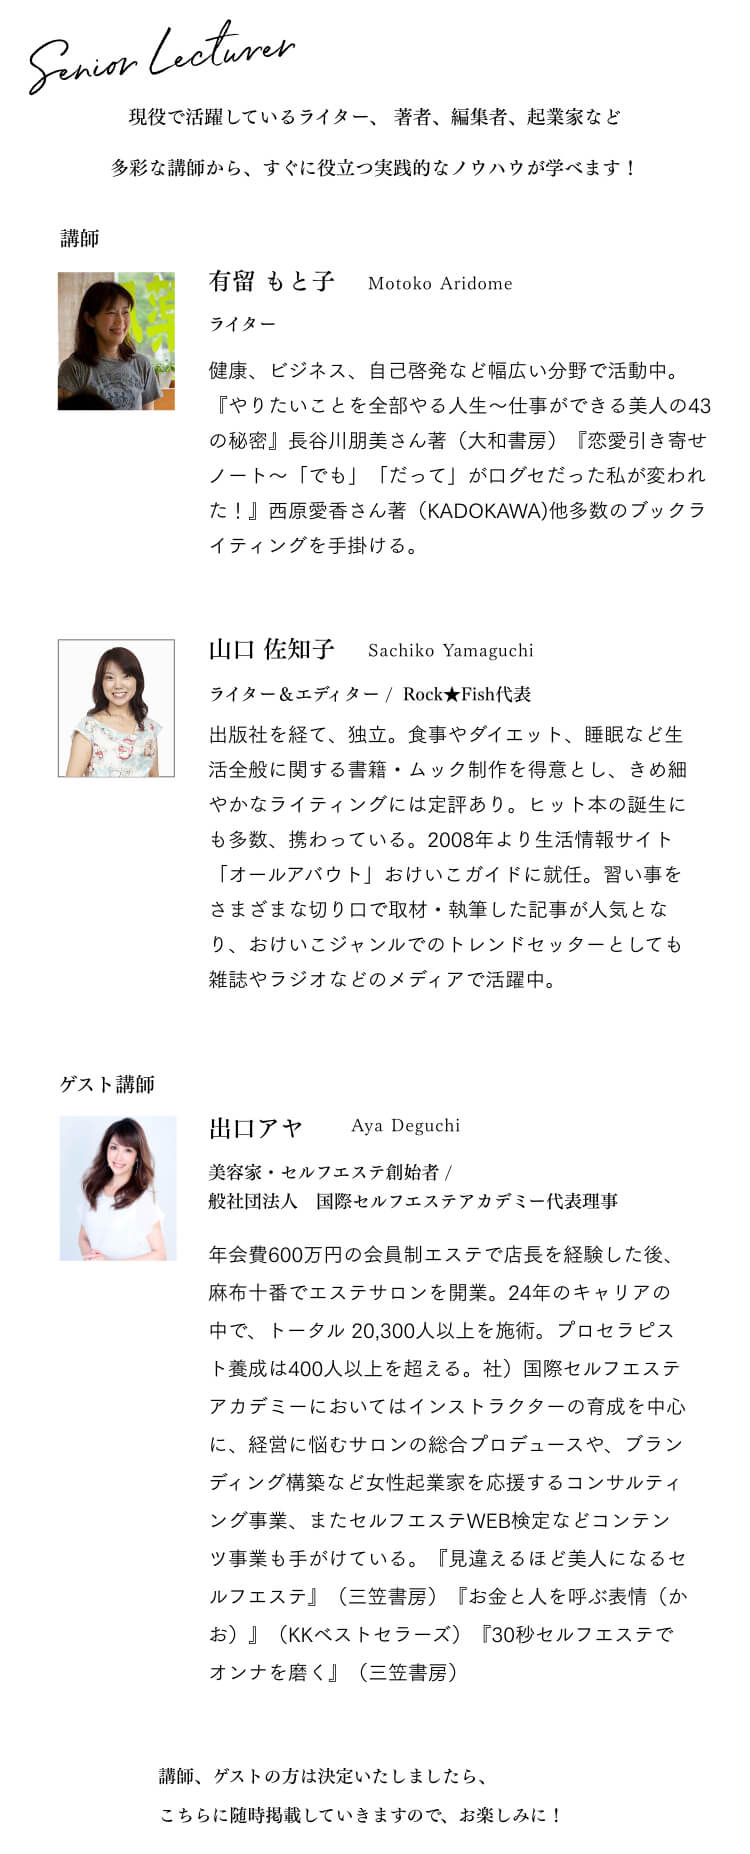 Senior Lecturer
現役で活躍しているライター、 著者、編集者、起業家など
多彩な講師から、すぐに役立つ実践的なノウハウが学べます！
講師
有留 もと子 Motoko Aridome
ライター
健康、ビジネス、自己啓発など幅広い分野で活動中。
『やりたいことを全部やる人生〜仕事ができる美人の43
の秘密』長谷川朋美さん著（大和書房）『恋愛引き寄せ
ノート〜「でも」「だって」が口グセだった私が変われ
た！』西原愛香さん著（KADOKAWA)他多数のブックラ
イティングを手掛ける。
山口 佐知子 Sachiko Yamaguchi
ライター＆エディター / Rock★Fish代表
出版社を経て、独立。食事やダイエット、睡眠など生
活全般に関する書籍・ムック制作を得意とし、きめ細
やかなライティングには定評あり。ヒット本の誕生に
も多数、携わっている。2008年より生活情報サイト
「オールアバウト」おけいこガイドに就任。習い事を
さまざまな切り口で取材・執筆した記事が人気とな
り、おけいこジャンルでのトレンドセッターとしても
雑誌やラジオなどのメディアで活躍中。
ゲスト講師
出口アヤ Aya Deguchi
美容家・セルフエステ創始者 /
般社団法人　国際セルフエステアカデミー代表理事
年会費600万円の会員制エステで店長を経験した後、
麻布十番でエステサロンを開業。24年のキャリアの
中で、トータル 20,300人以上を施術。プロセラピス
ト養成は400人以上を超える。社）国際セルフエステ
アカデミーにおいてはインストラクターの育成を中心
に、経営に悩むサロンの総合プロデュースや、ブラン
ディング構築など女性起業家を応援するコンサルティ
ング事業、またセルフエステWEB検定などコンテン
ツ事業も手がけている。『見違えるほど美人になるセ
ルフエステ』（三笠書房）『お金と人を呼ぶ表情（か
お）』（KKベストセラーズ）『30秒セルフエステで
オンナを磨く』（三笠書房）
講師、ゲストの方は決定いたしましたら、
こちらに随時掲載していきますので、お楽しみに！